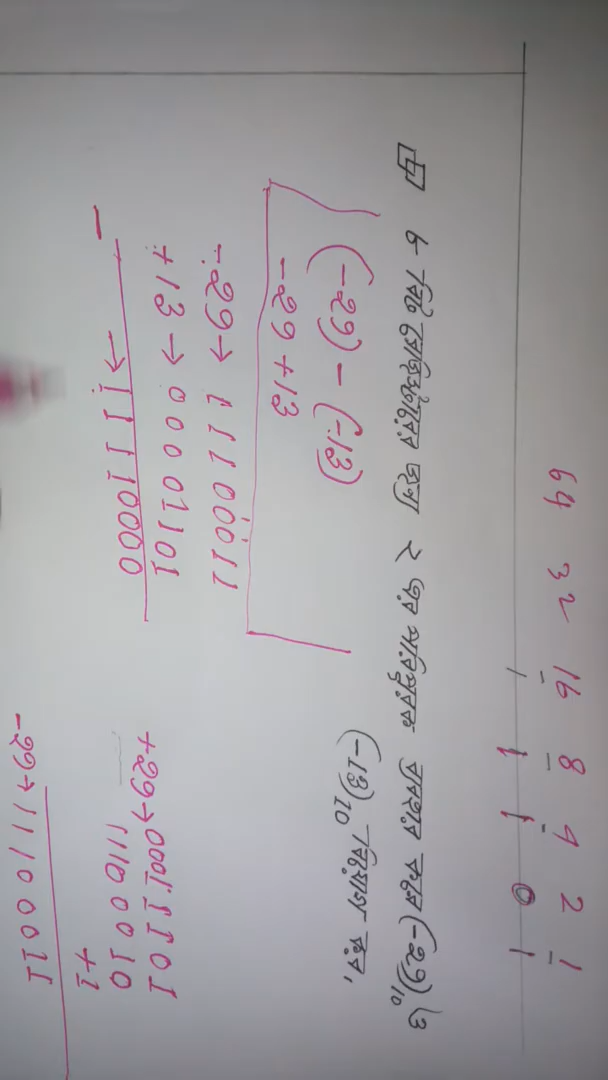 64 32 16 8 4 2 1
1 1 1 0 1
৮ বিট রেজিস্টারের জন্য ২ এর পরিপূরক ব্যবহার করে (-29)₁₀ ও
(-13)₁₀ বিয়োগ কর।
(-29) - (-13)
-29 + 13
-29 → 11100011
+13 → 00001101
- ← 11110000
+29 → 00011101
11100010
+1
-29 → 11100011